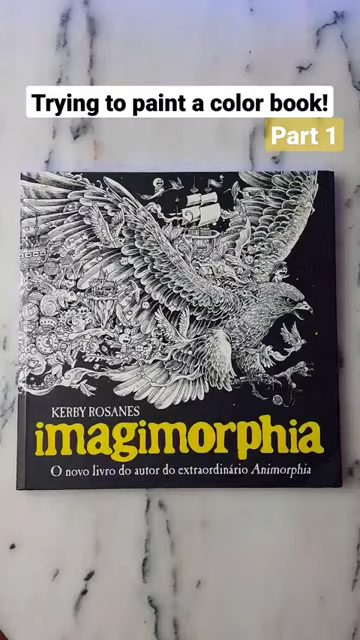 Trying to paint a color book!
Part 1
KERBY ROSANES
imagimorphia
O novo livro do autor do extraordinário Animorphia